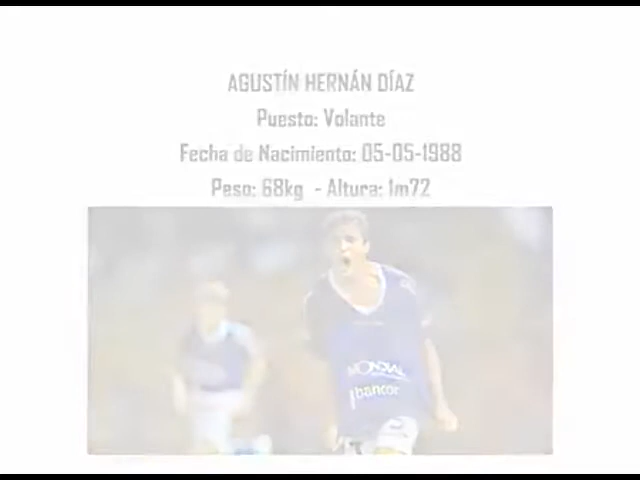 AGUSTÍN HERNÁN DÍAZ
Puesto: Volante
Fecha de Nacimiento: 05-05-1988
Peso: 68kg - Altura: 1m72
MONDIAL
bancor